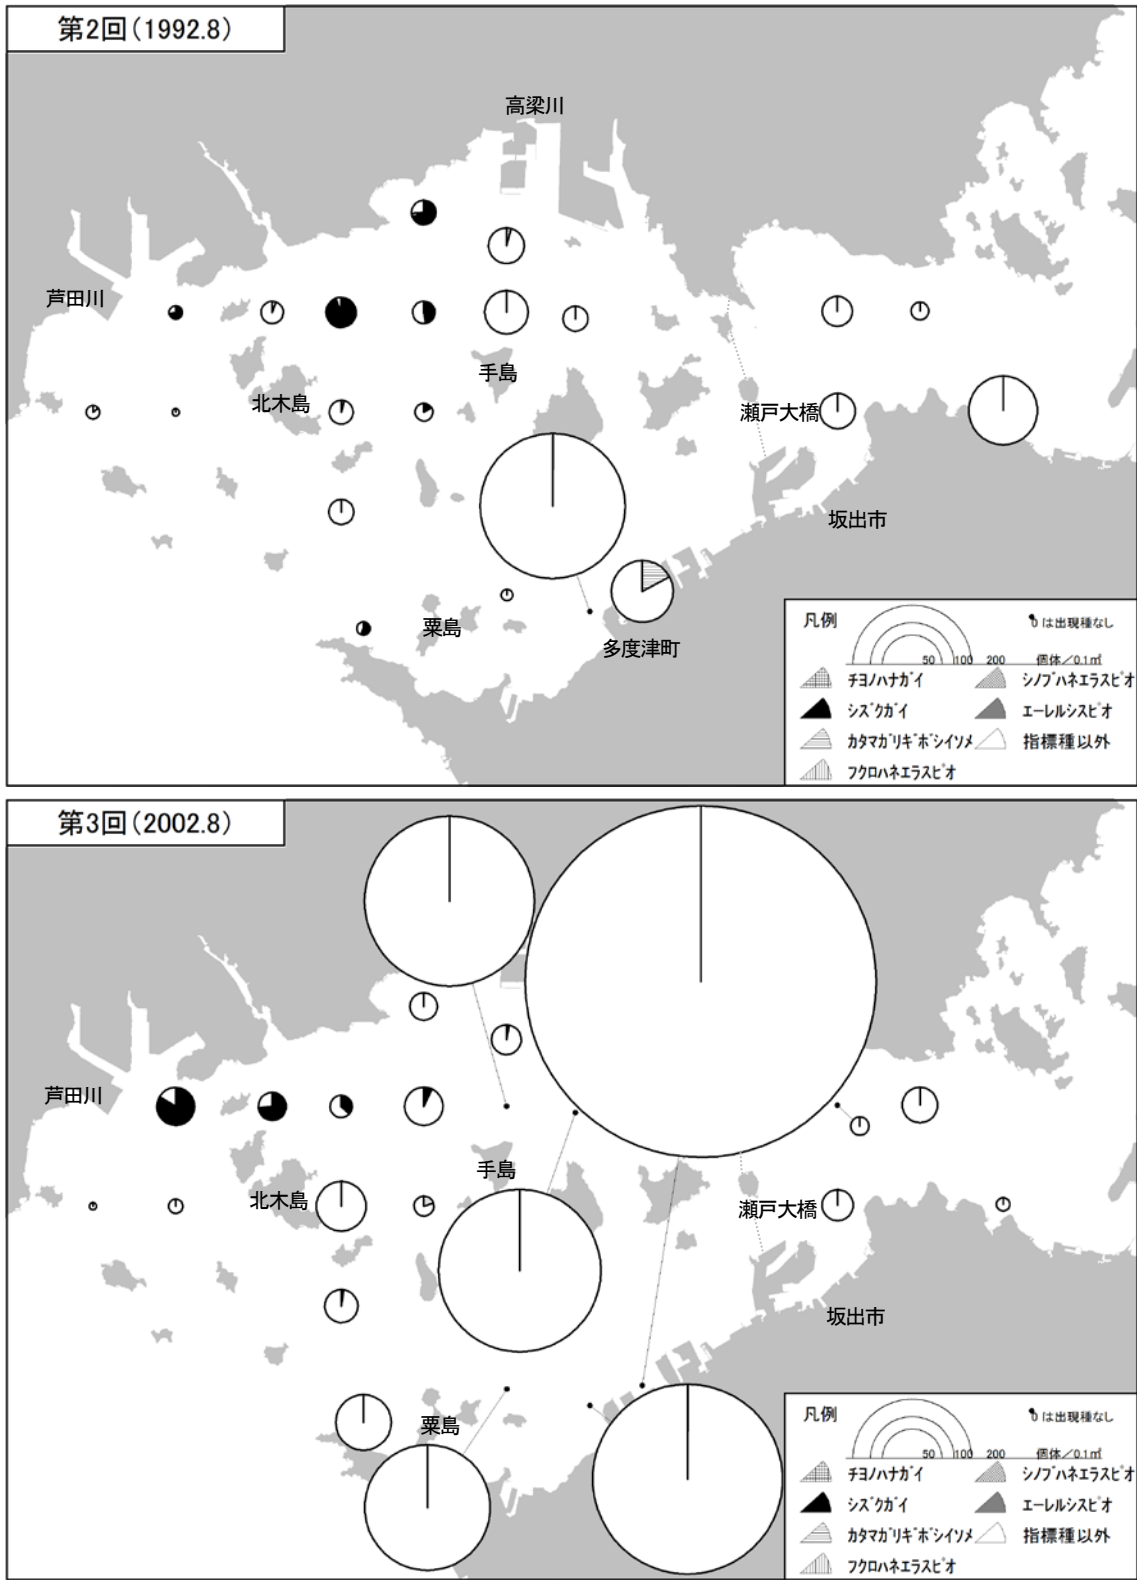 第2回(1992.8)
高梁川
芦田川
手島
北木島
瀬戸大橋
坂出市
粟島
多度津町
凡例
は出現種なし
50 100 200 個体/0.1㎡
チヨノハナガイ シノブハネエラスピオ
シズクガイ エーレルシスピオ
カタマガリギボシイソメ 指標種以外
フクロハネエラスピオ
第3回(2002.8)
芦田川
手島
北木島
瀬戸大橋
坂出市
粟島
凡例
は出現種なし
50 100 200 個体/0.1㎡
チヨノハナガイ シノブハネエラスピオ
シズクガイ エーレルシスピオ
カタマガリギボシイソメ 指標種以外
フクロハネエラスピオ